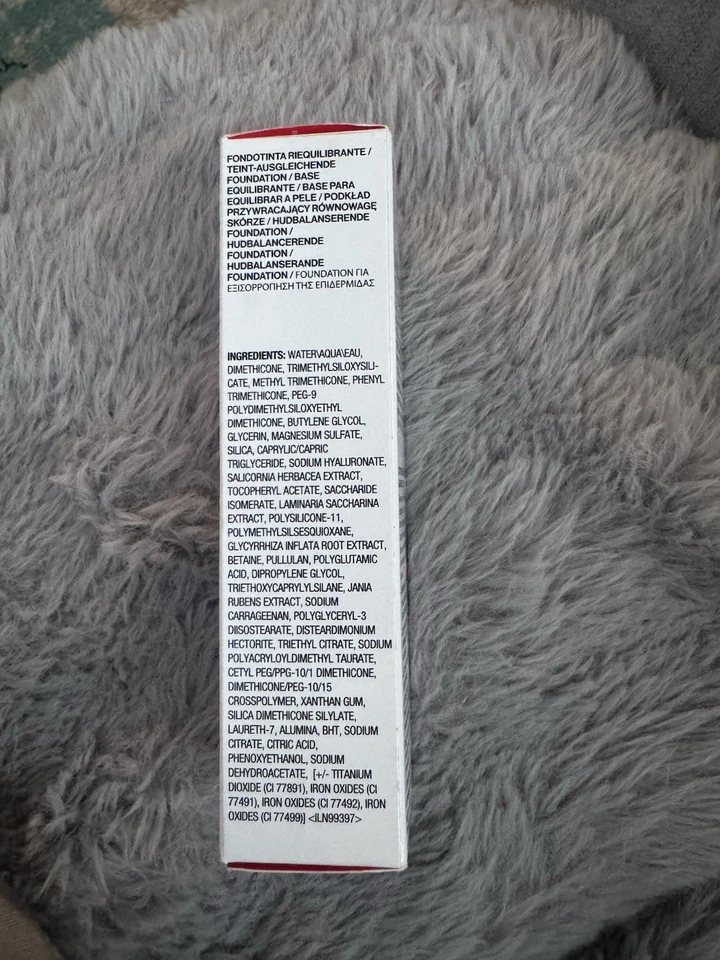 FONDOTINTA RIEQUILIBRANTE /
TEINT-AUSGLEICHENDE
FOUNDATION / BASE
EQUILIBRANTE / BASE PARA
EQUILIBRAR A PELE / PODKŁAD
PRZYWRACAJĄCY RÓWNOWAGĘ
SKÓRZE / HUDBALANSERENDE
FOUNDATION /
HUDBALANCERENDE
FOUNDATION /
HUDBALANSERANDE
FOUNDATION / FOUNDATION ΓΙΑ
ΕΞΙΣΟΡΡΟΠΗΣΗ ΤΗΣ ΕΠΙΔΕΡΜΙΔΑΣ
INGREDIENTS: WATER\AQUA\EAU,
DIMETHICONE, TRIMETHYLSILOXYSILI-
CATE, METHYL TRIMETHICONE, PHENYL
TRIMETHICONE, PEG-9
POLYDIMETHYLSILOXYETHYL
DIMETHICONE, BUTYLENE GLYCOL,
GLYCERIN, MAGNESIUM SULFATE,
SILICA, CAPRYLIC/CAPRIC
TRIGLYCERIDE, SODIUM HYALURONATE,
SALICORNIA HERBACEA EXTRACT,
TOCOPHERYL ACETATE, SACCHARIDE
ISOMERATE, LAMINARIA SACCHARINA
EXTRACT, POLYSILICONE-11,
POLYMETHYLSILSESQUIOXANE,
GLYCYRRHIZA INFLATA ROOT EXTRACT,
BETAINE, PULLULAN, POLYGLUTAMIC
ACID, DIPROPYLENE GLYCOL,
TRIETHOXYCAPRYLYLSILANE, JANIA
RUBENS EXTRACT, SODIUM
CARRAGEENAN, POLYGLYCERYL-3
DIISOSTEARATE, DISTEARDIMONIUM
HECTORITE, TRIETHYL CITRATE, SODIUM
POLYACRYLOYLDIMETHYL TAURATE,
CETYL PEG/PPG-10/1 DIMETHICONE,
DIMETHICONE/PEG-10/15
CROSSPOLYMER, XANTHAN GUM,
SILICA DIMETHICONE SILYLATE,
LAURETH-7, ALUMINA, BHT, SODIUM
CITRATE, CITRIC ACID,
PHENOXYETHANOL, SODIUM
DEHYDROACETATE, [+/- TITANIUM
DIOXIDE (CI 77891), IRON OXIDES (CI
77491), IRON OXIDES (CI 77492), IRON
OXIDES (CI 77499)] <ILN99397>